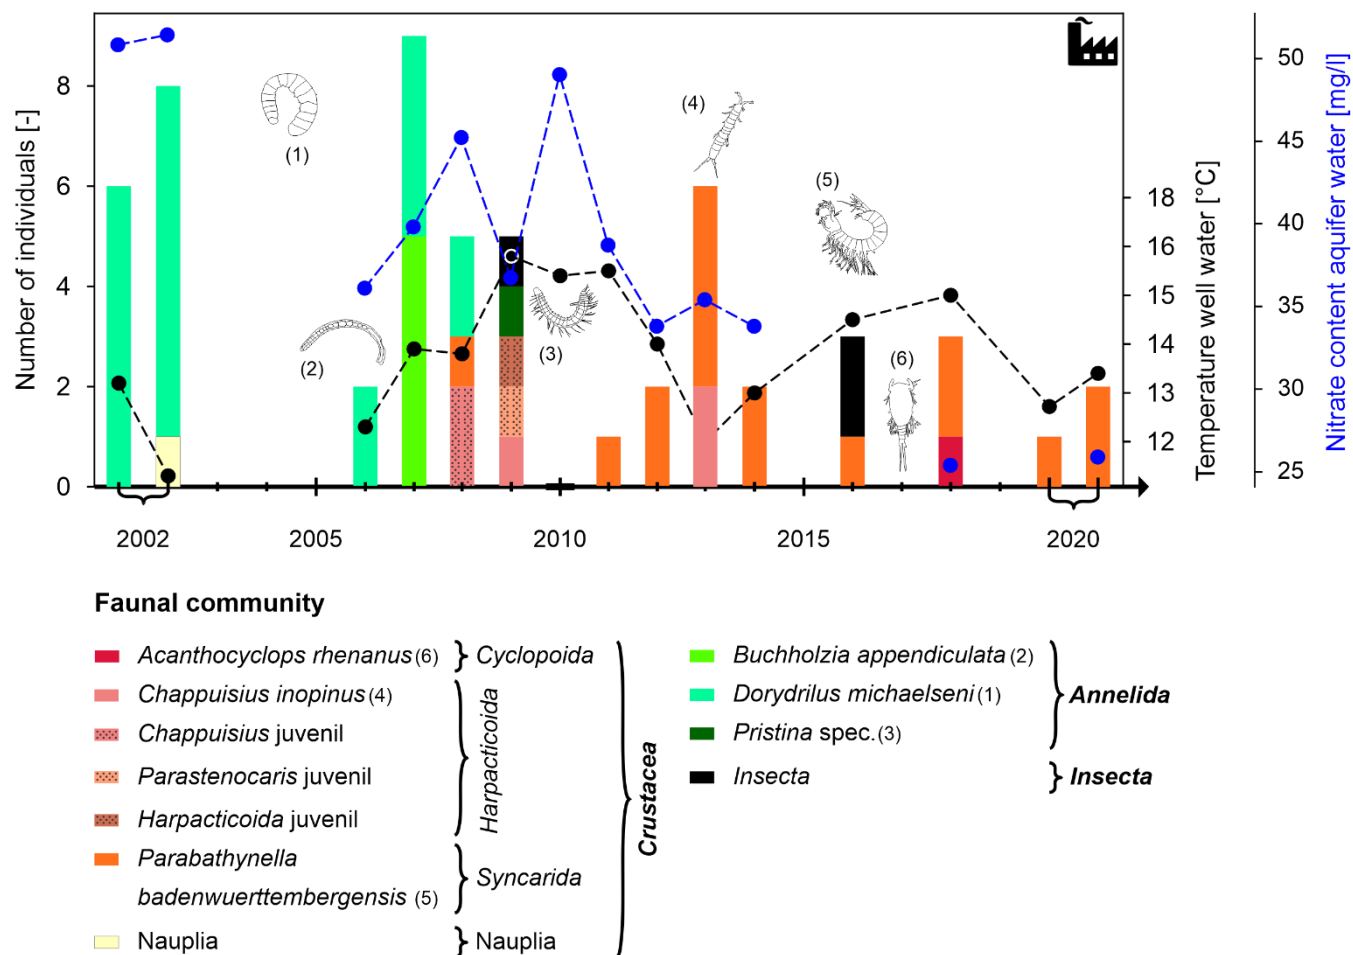 Number of individuals [-]
8
6
4
2
0
(1)
(2)
(3)
(4)
(5)
(6)
18
16
15
14
13
12
Temperature well water [°C]
50
45
40
35
30
25
Nitrate content aquifer water [mg/l]
2002
2005
2010
2015
2020
Faunal community
Acanthocyclops rhenanus (6)
Cyclopoida
Chappuisius inopinus (4)
Chappuisius juvenil
Parastenocaris juvenil
Harpacticoida juvenil
Harpacticoida
Parabathynella
badenwuerttembergensis (5)
Syncarida
Nauplia
Nauplia
Crustacea
Buchholzia appendiculata (2)
Dorydrilus michaelseni (1)
Pristina spec. (3)
Annelida
Insecta
Insecta